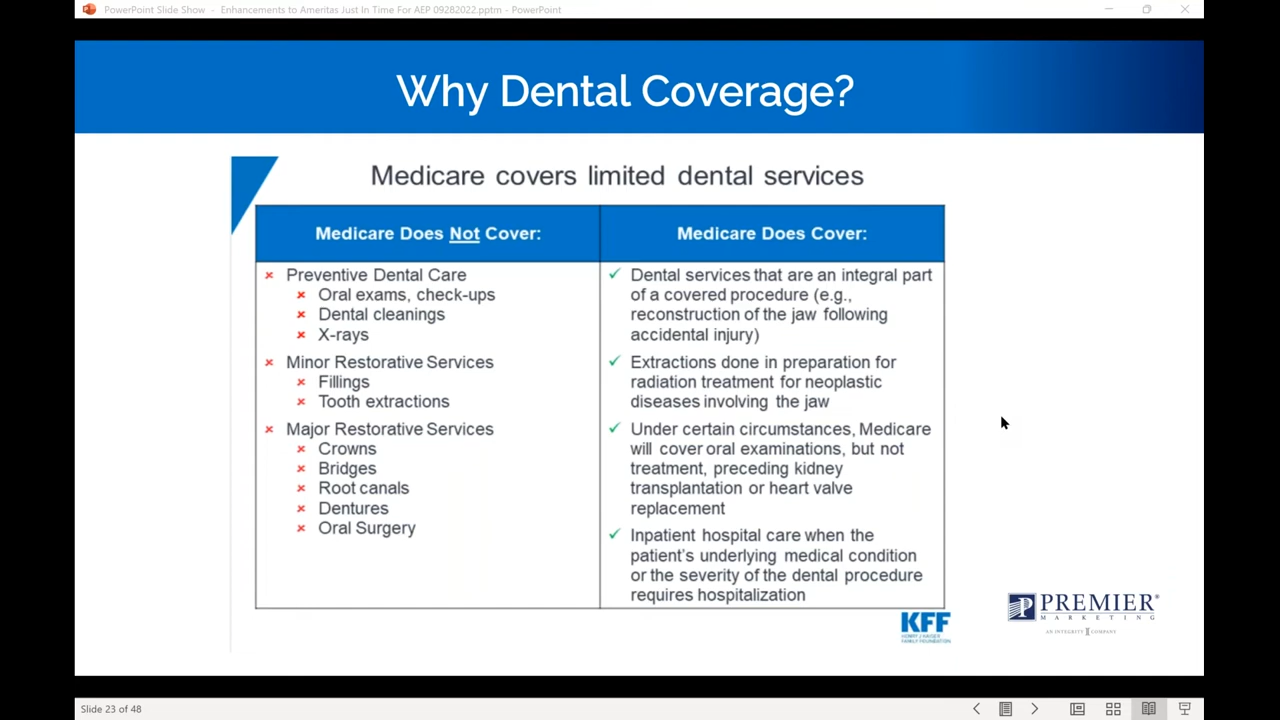 PowerPoint Slide Show - Enhancements to Ameritas Just In Time For AEP 09282022.pptm - PowerPoint
Why Dental Coverage?
Medicare covers limited dental services
Medicare Does Not Cover:
Preventive Dental Care
Oral exams, check-ups
Dental cleanings
X-rays
Minor Restorative Services
Fillings
Tooth extractions
Major Restorative Services
Crowns
Bridges
Root canals
Dentures
Oral Surgery
Medicare Does Cover:
Dental services that are an integral part
of a covered procedure (e.g.,
reconstruction of the jaw following
accidental injury)
Extractions done in preparation for
radiation treatment for neoplastic
diseases involving the jaw
Under certain circumstances, Medicare
will cover oral examinations, but not
treatment, preceding kidney
transplantation or heart valve
replacement
Inpatient hospital care when the
patient's underlying medical condition
or the severity of the dental procedure
requires hospitalization
KFF
HENRY J KAISER
FAMILY FOUNDATION
PREMIER®
MARKETING
AN INTEGRITY COMPANY
Slide 23 of 48